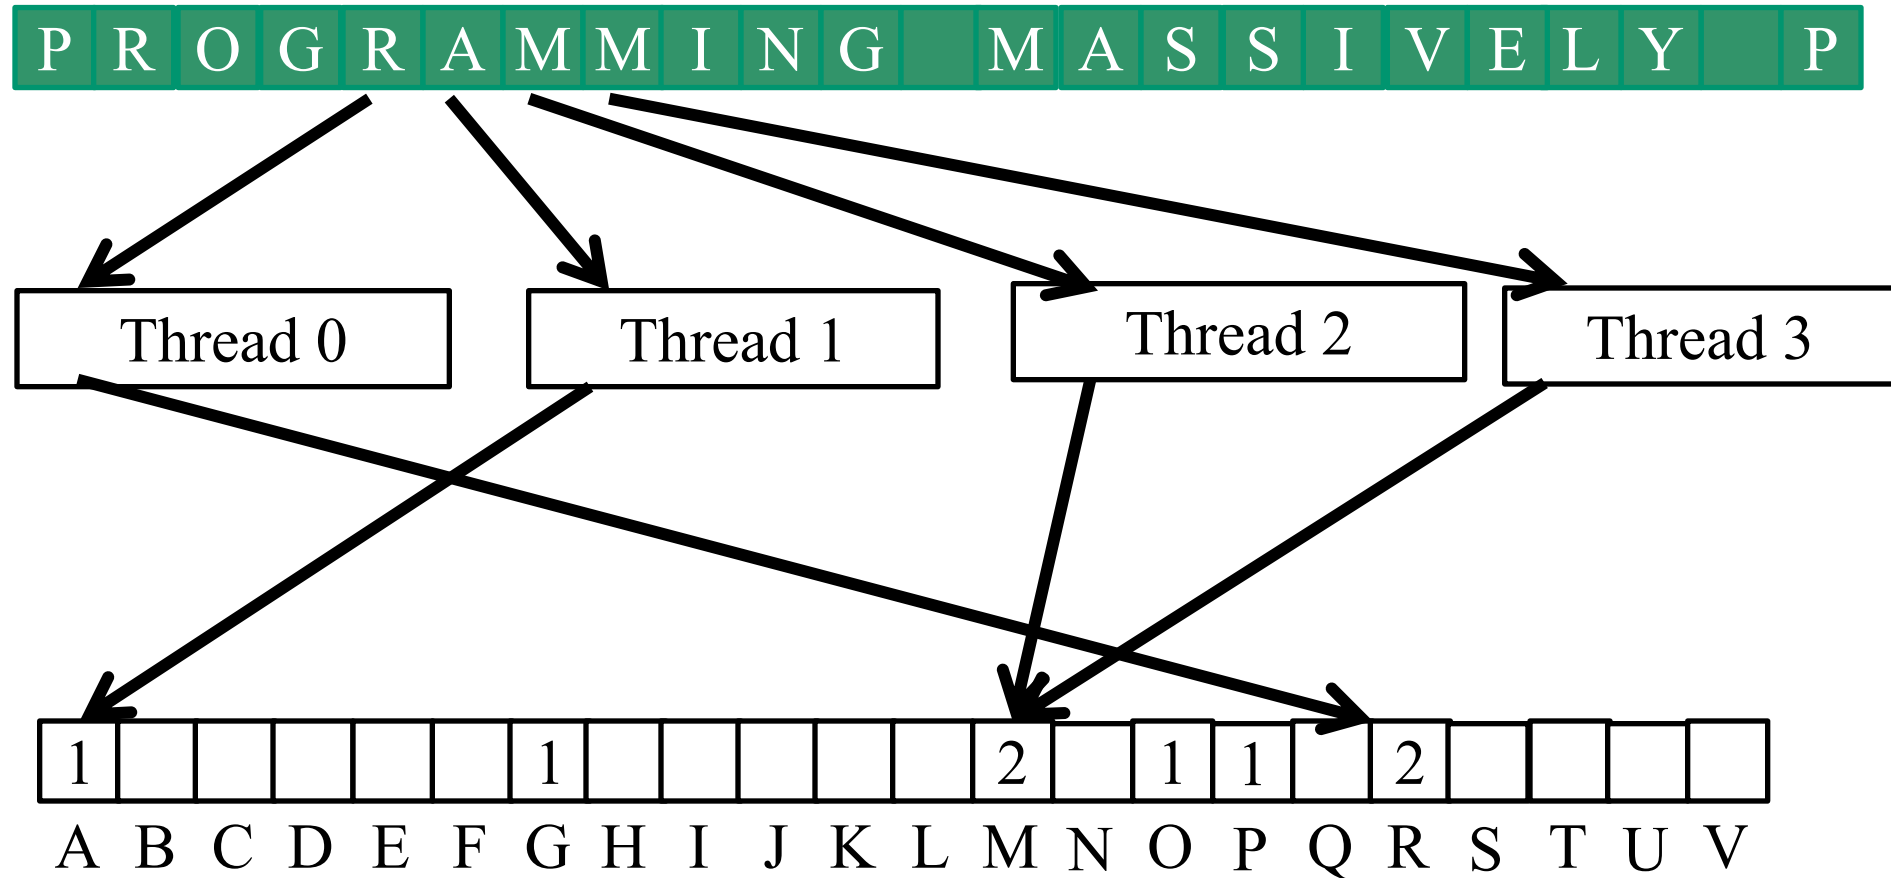 P R O G R A M M I N G M A S S I V E L Y P
Thread 0 Thread 1 Thread 2 Thread 3
1 1 2 1 1 2
A B C D E F G H I J K L M N O P Q R S T U V